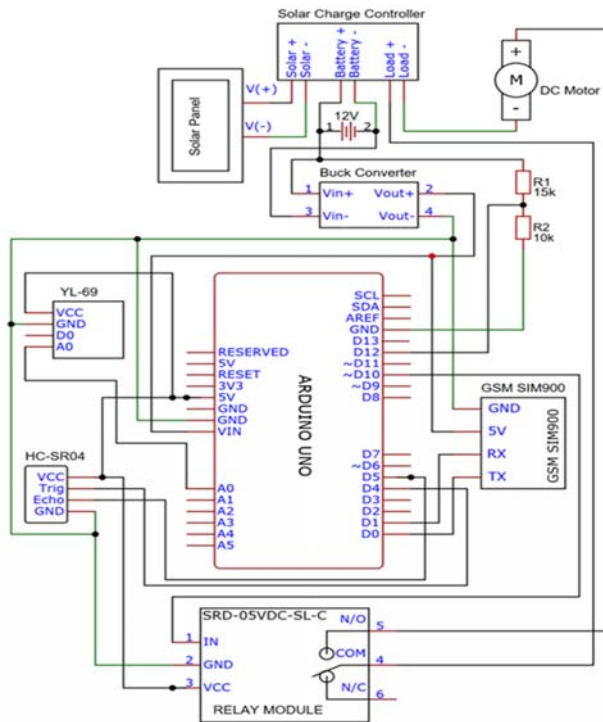 Solar Charge Controller
Solar +
Solar -
Battery +
Battery -
Load +
Load -
+
M
-
DC Motor
Solar Panel
V(+)
V(-)
12V
1
2
Buck Converter
1 Vin+ Vout+ 2
3 Vin- Vout- 4
R1
15k
R2
10k
YL-69
VCC
GND
D0
A0
ARDUINO UNO
RESERVED
5V
RESET
3V3
5V
GND
GND
VIN
A0
A1
A2
A3
A4
A5
SCL
SDA
AREF
GND
D13
D12
~D11
~D10
~D9
D8
D7
~D6
D5
D4
D3
D2
D1
D0
GSM SIM900
GND
5V
RX
TX
GSM SIM900
HC-SR04
VCC
Trig
Echo
GND
SRD-05VDC-SL-C
1 IN
2 GND
3 VCC
N/O 5
COM 4
N/C 6
RELAY MODULE